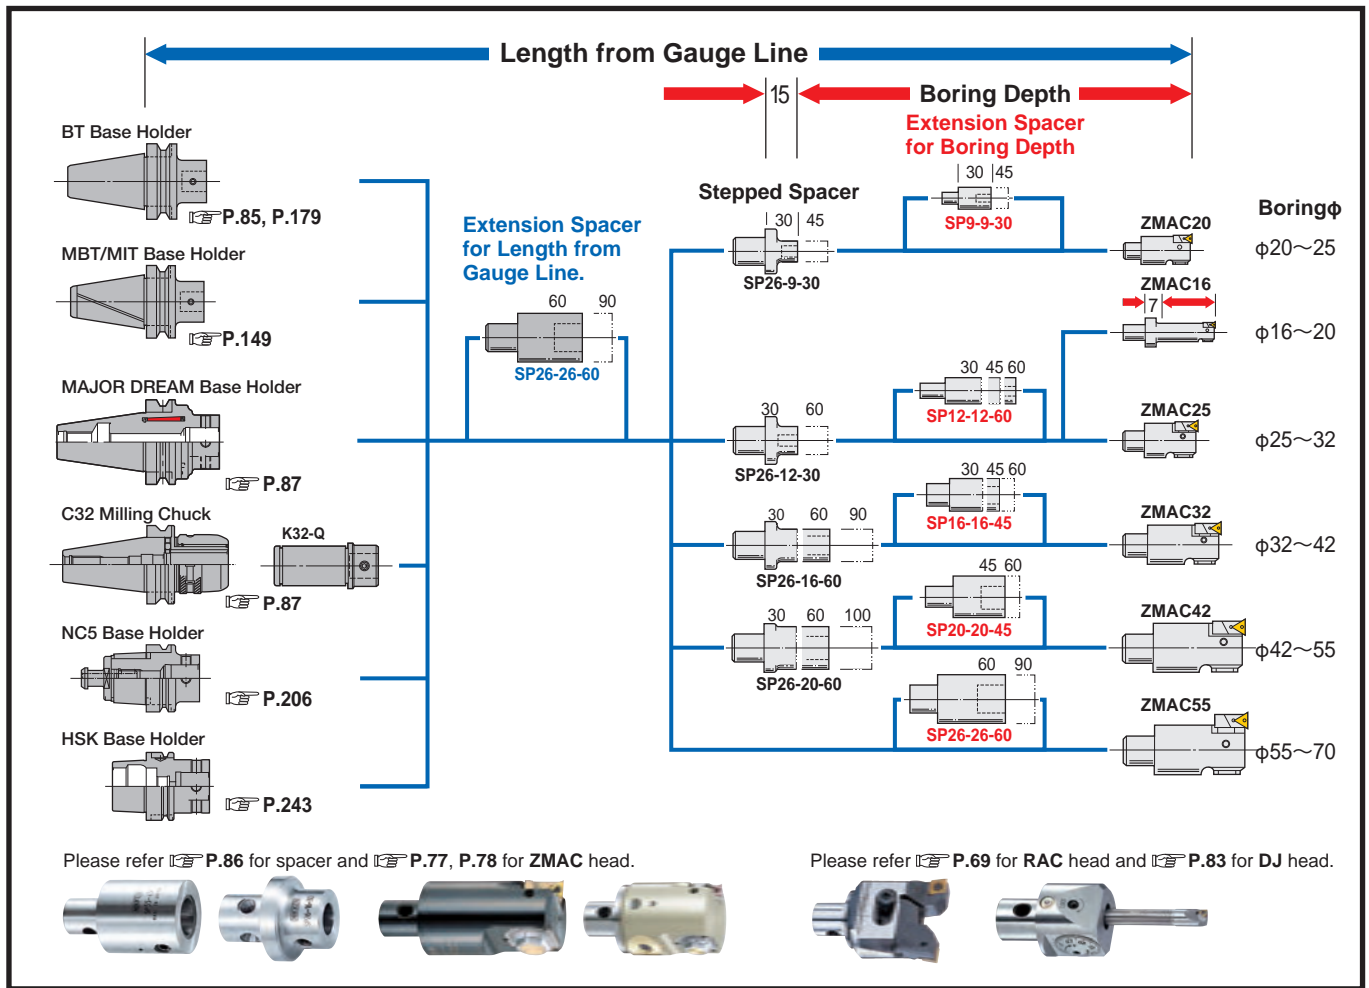 Length from Gauge Line
15
Boring Depth
Extension Spacer
for Boring Depth
BT Base Holder
P.85, P.179
MBT/MIT Base Holder
P.149
MAJOR DREAM Base Holder
P.87
C32 Milling Chuck
K32-Q
P.87
NC5 Base Holder
P.206
HSK Base Holder
P.243
Extension Spacer
for Length from
Gauge Line.
60 90
SP26-26-60
Stepped Spacer
30 45
SP26-9-30
30 60
SP26-12-30
30 60 90
SP26-16-60
30 60 100
SP26-20-60
30 45
SP9-9-30
30 45 60
SP12-12-60
30 45 60
SP16-16-45
45 60
SP20-20-45
60 90
SP26-26-60
Boringφ
ZMAC20
φ20～25
ZMAC16
7
φ16～20
ZMAC25
φ25～32
ZMAC32
φ32～42
ZMAC42
φ42～55
ZMAC55
φ55～70
Please refer ☞ P.86 for spacer and ☞ P.77, P.78 for ZMAC head.
Please refer ☞ P.69 for RAC head and ☞ P.83 for DJ head.